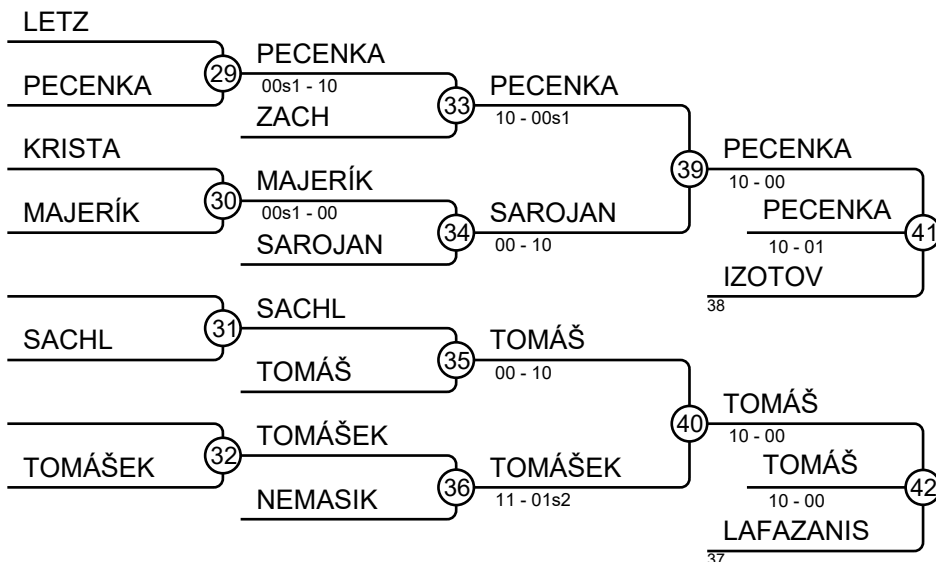 LETZ
29
PECENKA
00s1 - 10
PECENKA
ZACH
33
PECENKA
10 - 00s1
KRISTA
30
MAJERÍK
00s1 - 00
MAJERÍK
SAROJAN
34
SAROJAN
00 - 10
39
PECENKA
10 - 00
PECENKA
10 - 01
41
IZOTOV
38
SACHL
31
SACHL
TOMÁŠ
35
TOMÁŠ
00 - 10
TOMÁŠEK
32
TOMÁŠEK
NEMASIK
36
TOMÁŠEK
11 - 01s2
40
TOMÁŠ
10 - 00
TOMÁŠ
10 - 00
42
LAFAZANIS
37